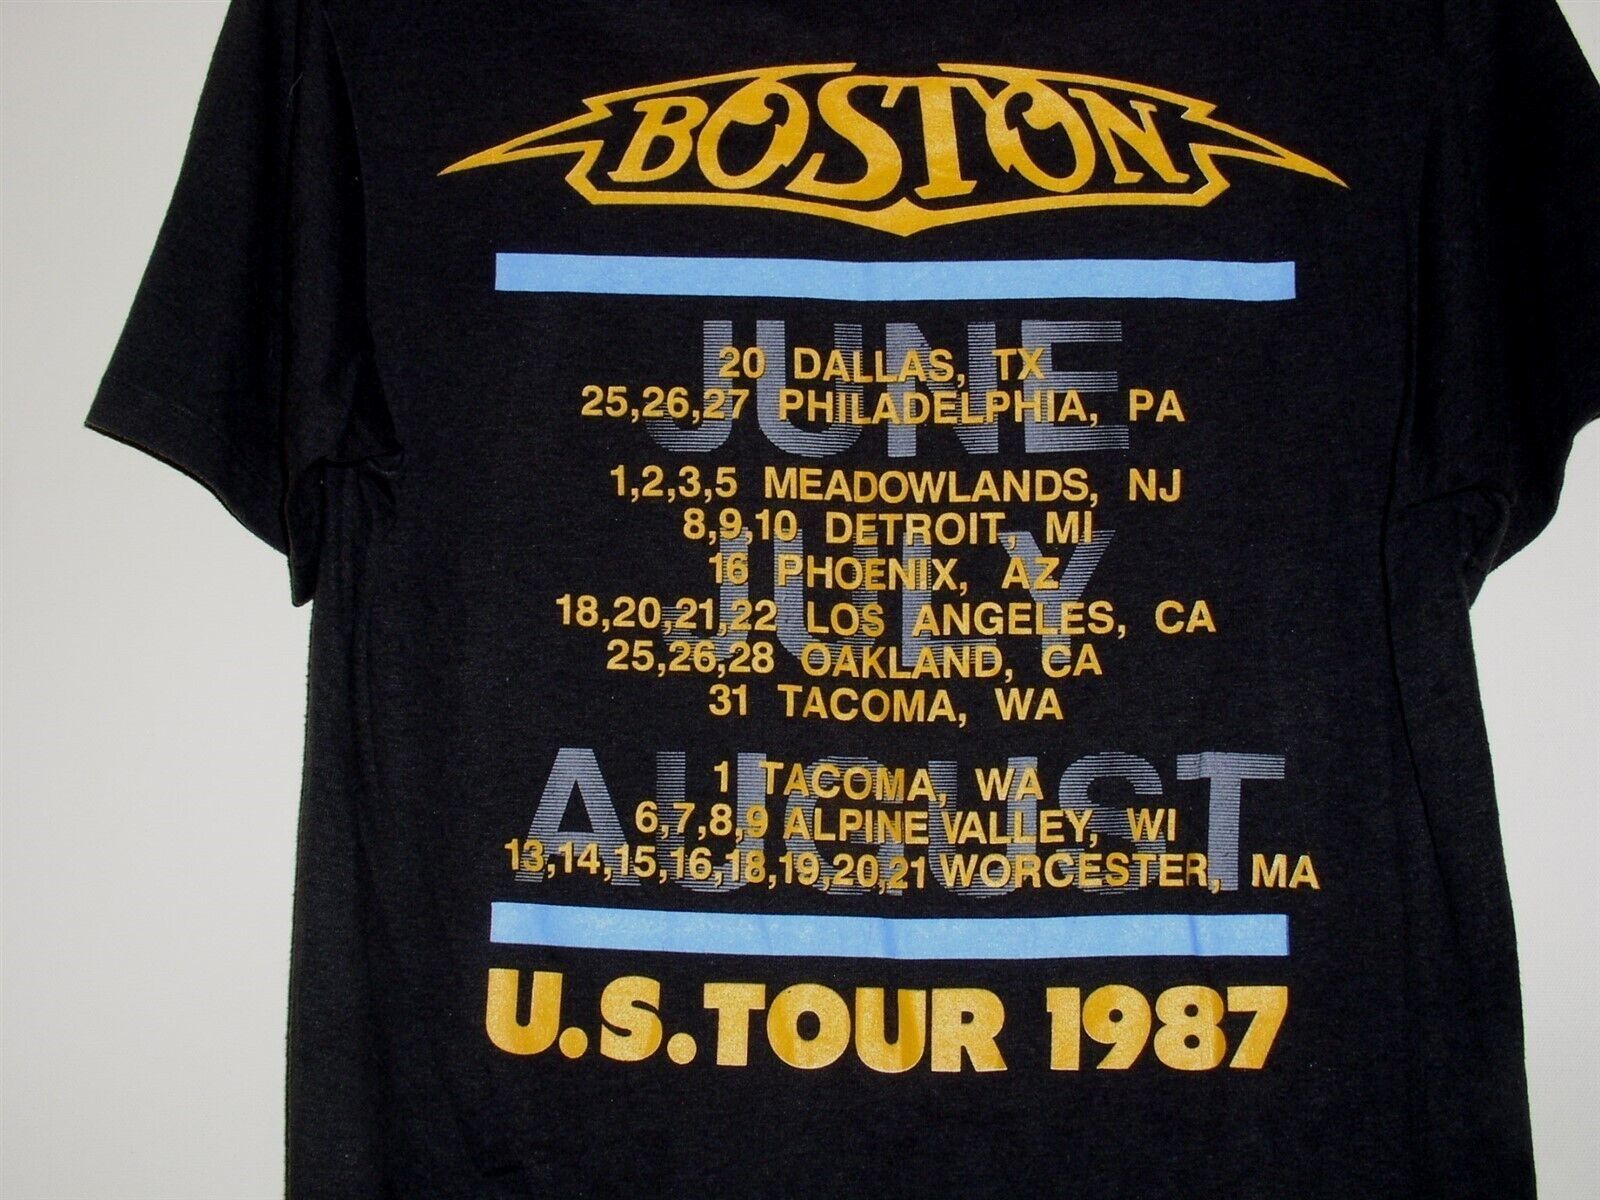 BOSTON
JUNE
20 DALLAS, TX
25,26,27 PHILADELPHIA, PA
JULY
1,2,3,5 MEADOWLANDS, NJ
8,9,10 DETROIT, MI
16 PHOENIX, AZ
18,20,21,22 LOS ANGELES, CA
25,26,28 OAKLAND, CA
31 TACOMA, WA
AUGUST
1 TACOMA, WA
6,7,8,9 ALPINE VALLEY, WI
13,14,15,16,18,19,20,21 WORCESTER, MA
U.S. TOUR 1987